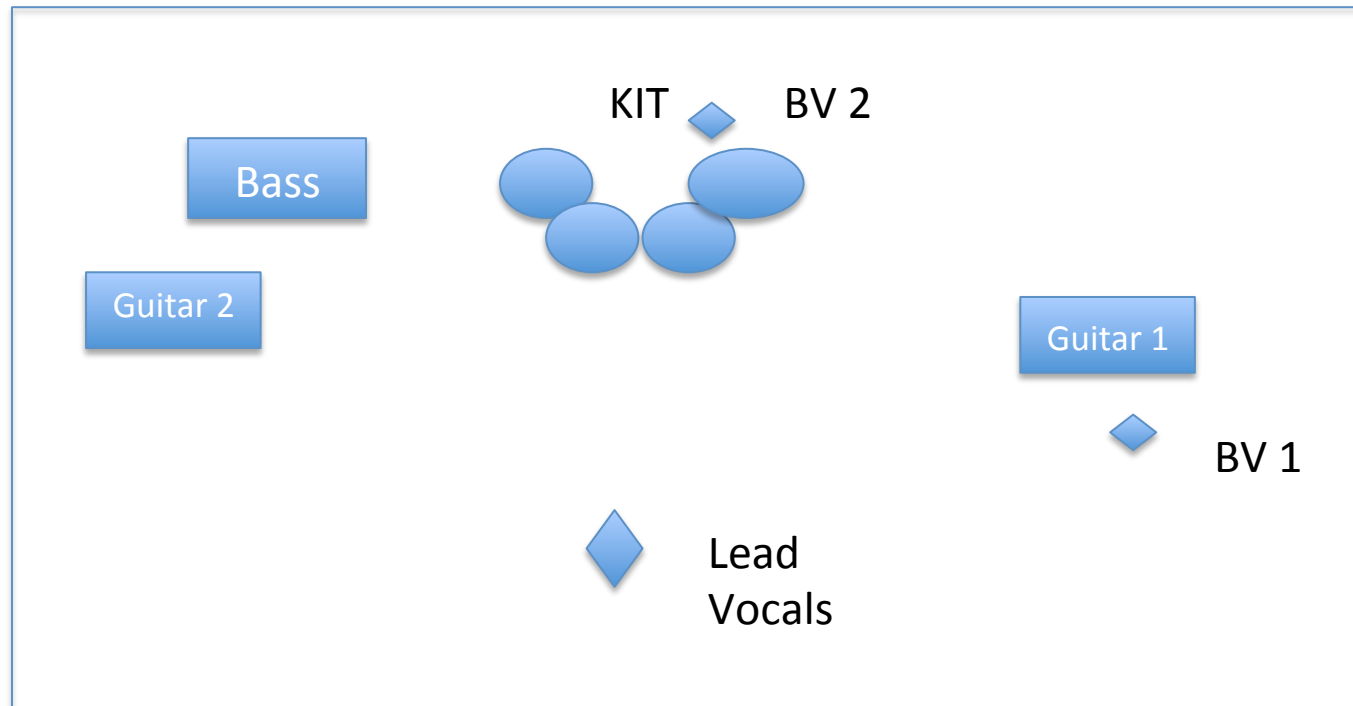 KIT
BV 2
Bass
Guitar 2
Guitar 1
BV 1
Lead
Vocals